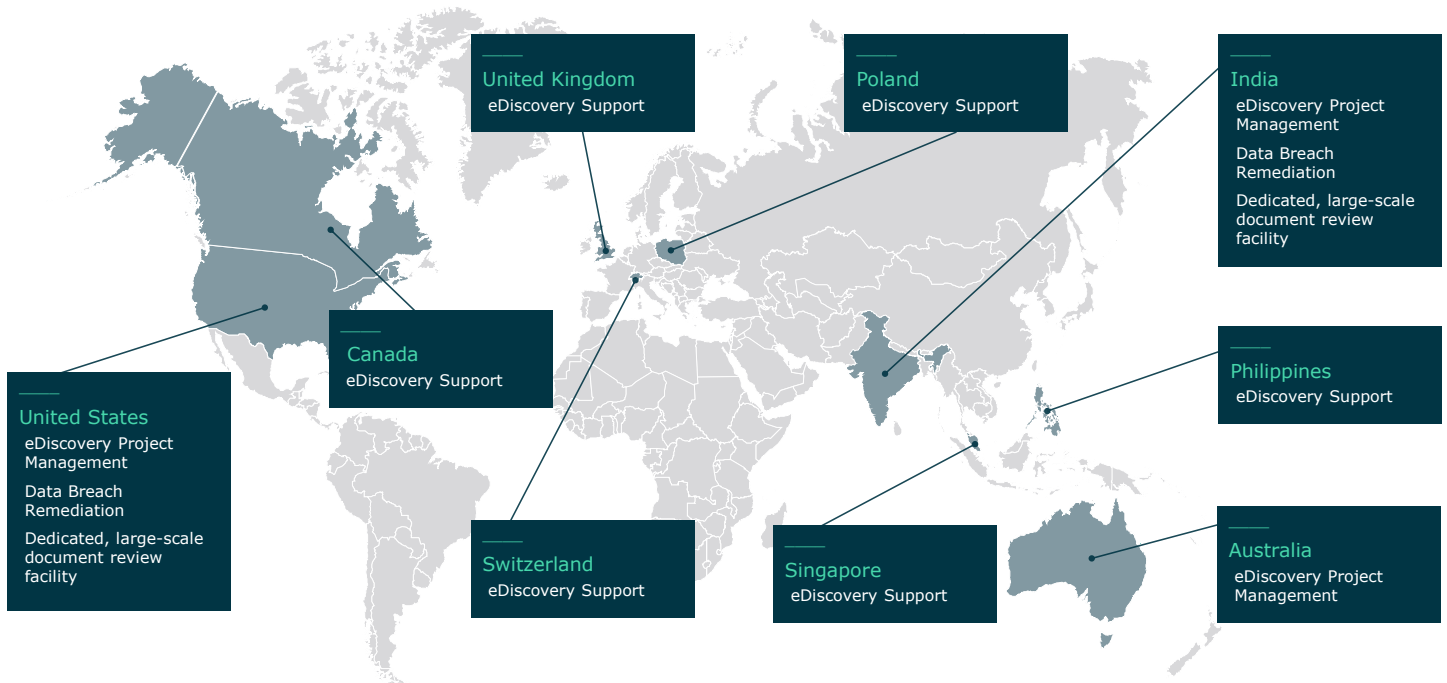 United Kingdom
eDiscovery Support
Poland
eDiscovery Support
India
eDiscovery Project
Management
Data Breach
Remediation
Dedicated, large-scale
document review
facility
Canada
eDiscovery Support
Philippines
eDiscovery Support
United States
eDiscovery Project
Management
Data Breach
Remediation
Dedicated, large-scale
document review
facility
Switzerland
eDiscovery Support
Singapore
eDiscovery Support
Australia
eDiscovery Project
Management